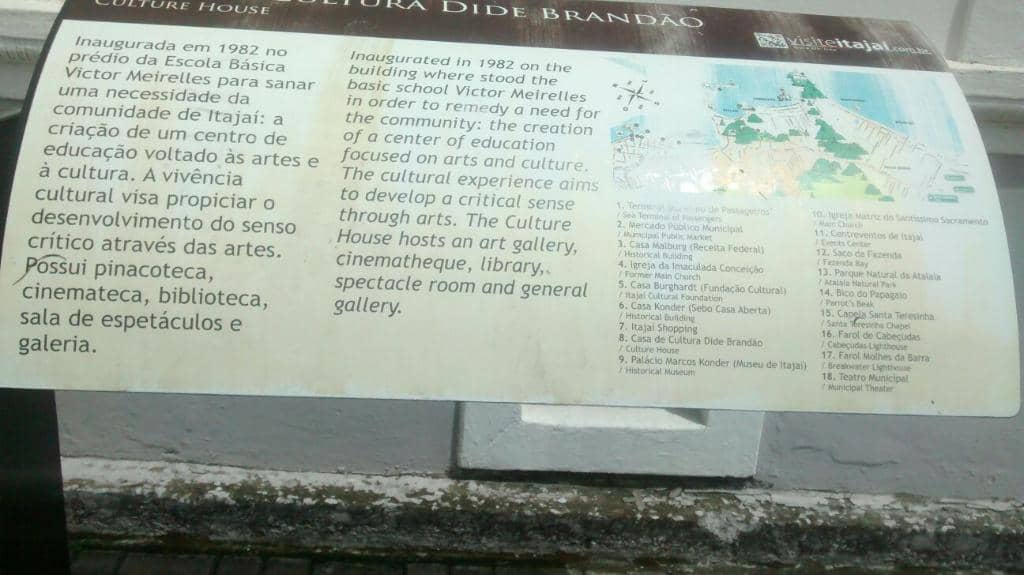 CULTURA DIDE BRANDÃO
CULTURE HOUSE
visiteitajai.com.br
Inaugurada em 1982 no
prédio da Escola Básica
Victor Meirelles para sanar
uma necessidade da
comunidade de Itajaí: a
criação de um centro de
educação voltado às artes e
à cultura. A vivência
cultural visa propiciar o
desenvolvimento do senso
crítico através das artes.
Possui pinacoteca,
cinemateca, biblioteca,
sala de espetáculos e
galeria.
Inaugurated in 1982 on the
building where stood the
basic school Victor Meirelles
in order to remedy a need for
the community: the creation
of a center of education
focused on arts and culture.
The cultural experience aims
to develop a critical sense
through arts. The Culture
House hosts an art gallery,
cinematheque, library,
spectacle room and general
gallery.
1. Terminal Marítimo de Passageiros
/ Sea Terminal of Passengers
2. Mercado Público Municipal
/ Municipal Public Market
3. Casa Malburg (Receita Federal)
/ Historical Building
4. Igreja da Imaculada Conceição
/ Former Main Church
5. Casa Burghardt (Fundação Cultural)
/ Itajaí Cultural Foundation
6. Casa Konder (Sebo Casa Aberta)
/ Historical Building
7. Itajaí Shopping
8. Casa de Cultura Dide Brandão
/ Culture House
9. Palácio Marcos Konder (Museu de Itajaí)
/ Historical Museum
10. Igreja Matriz do Santíssimo Sacramento
/ Main Church
11. Centreventos de Itajaí
/ Events Center
12. Saco da Fazenda
/ Fazenda Bay
13. Parque Natural da Atalaia
/ Atalaia Natural Park
14. Bico do Papagaio
/ Parrot's Beak
15. Capela Santa Teresinha
/ Santa Teresinha Chapel
16. Farol de Cabeçudas
/ Cabeçudas Lighthouse
17. Farol Molhes da Barra
/ Breakwater Lighthouse
18. Teatro Municipal
/ Municipal Theater